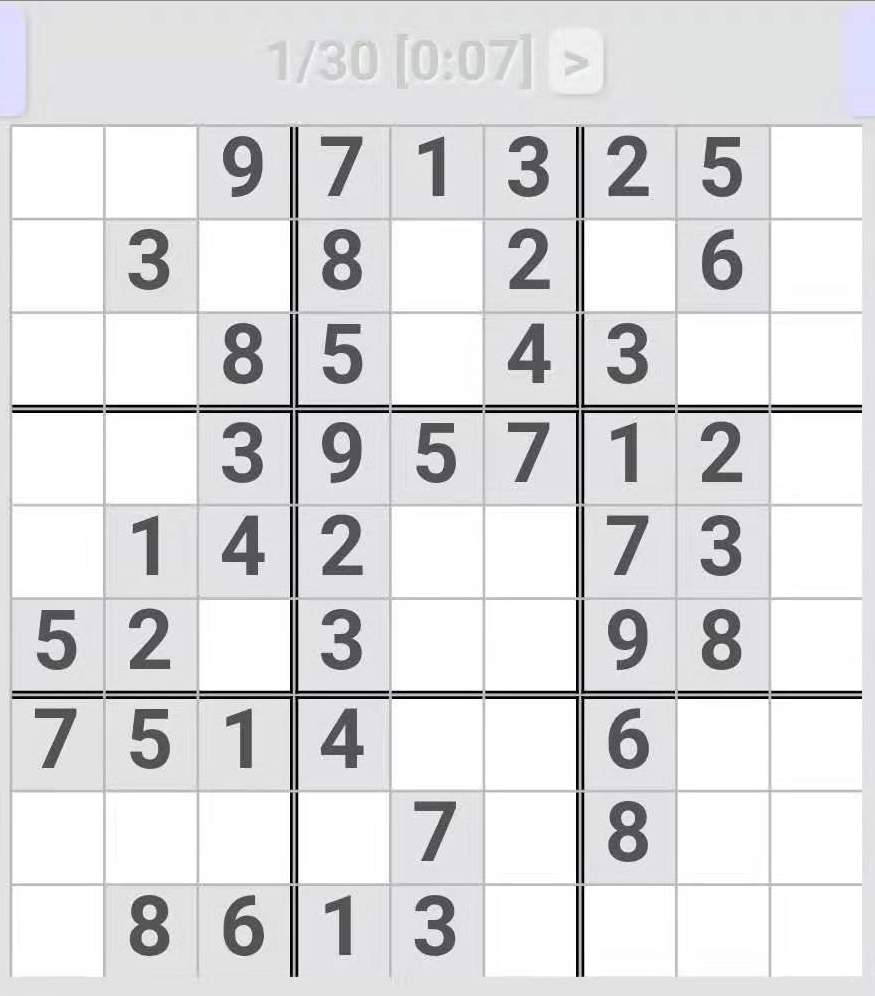 1/30 [0:07] >
9 7 1 3 2 5
3 8 2 6
8 5 4 3
3 9 5 7 1 2
1 4 2 7 3
5 2 3 9 8
7 5 1 4 6
7 8
8 6 1 3